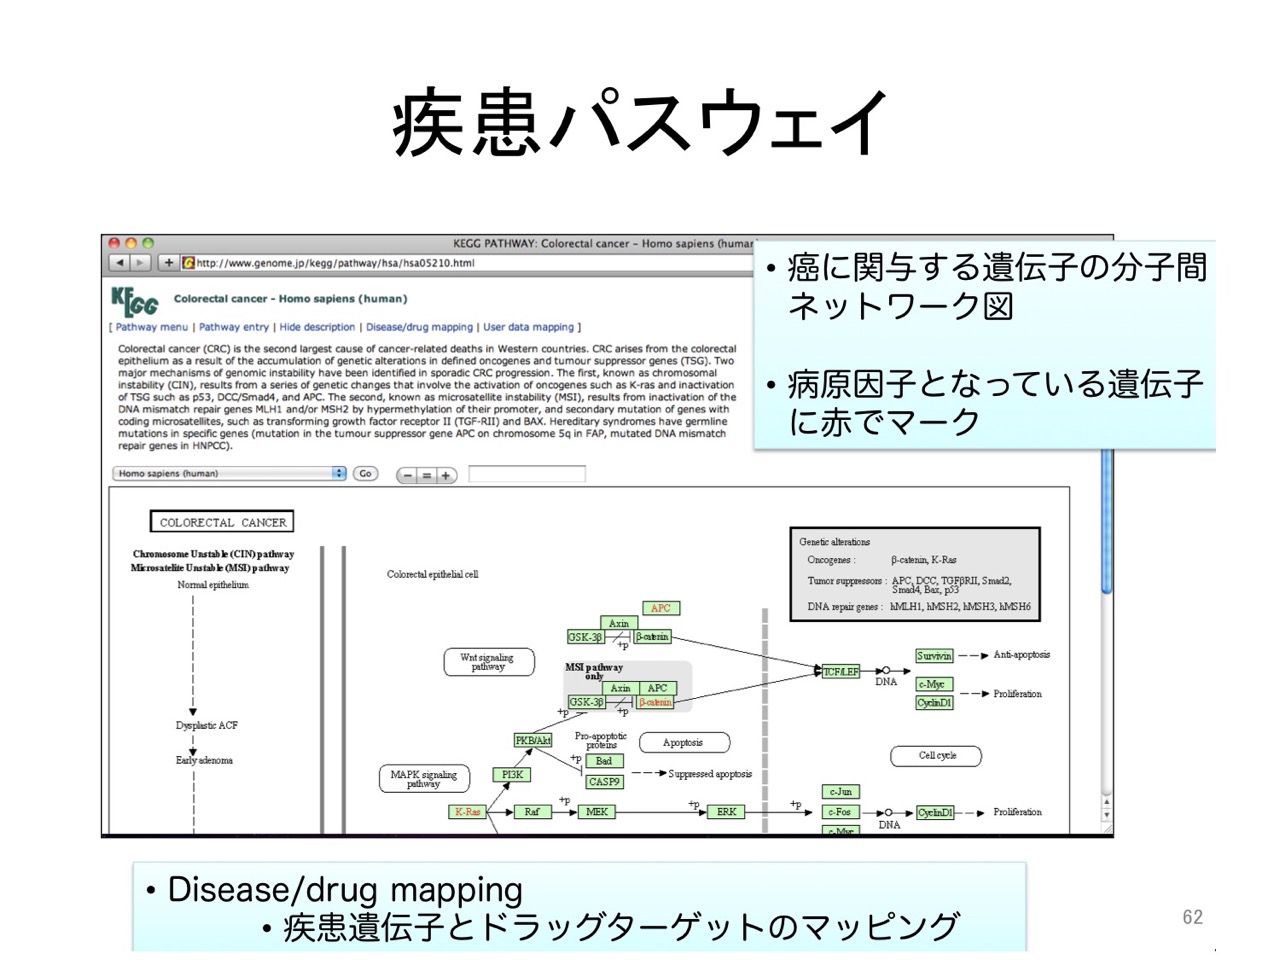 疾患パスウェイ
KEGG PATHWAY: Colorectal cancer - Homo sapiens (human
http://www.genome.jp/kegg/pathway/hsa/hsa05210.html
• 癌に関与する遺伝子の分子間
ネットワーク図
• 病原因子となっている遺伝子
に赤でマーク
KEGG
Colorectal cancer - Homo sapiens (human)
[ Pathway menu | Pathway entry | Hide description | Disease/drug mapping | User data mapping ]
Colorectal cancer (CRC) is the second largest cause of cancer-related deaths in Western countries. CRC arises from the colorectal
epithelium as a result of the accumulation of genetic alterations in defined oncogenes and tumour suppressor genes (TSG). Two
major mechanisms of genomic instability have been identified in sporadic CRC progression. The first, known as chromosomal
instability (CIN), results from a series of genetic changes that involve the activation of oncogenes such as K-ras and inactivation
of TSG such as p53, DCC/Smad4, and APC. The second, known as microsatellite instability (MSI), results from inactivation of the
DNA mismatch repair genes MLH1 and/or MSH2 by hypermethylation of their promoter, and secondary mutation of genes with
coding microsatellites, such as transforming growth factor receptor II (TGF-RII) and BAX. Hereditary syndromes have germline
mutations in specific genes (mutation in the tumour suppressor gene APC on chromosome 5q in FAP, mutated DNA mismatch
repair genes in HNPCC).
Homo sapiens (human)
Go
− = +
COLORECTAL CANCER
Chromosome Unstable (CIN) pathway
Microsatelite Unstable (MSI) pathway
Normal epithelium
Dysplastic ACF
Early adenoma
Colorectal epithelial cell
Genetic alterations
Oncogenes : β-catenin, K-Ras
Tumor suppressors : APC, DCC, TGFβRII, Smad2,
Smad4, Bax, p53
DNA repair genes : hMLH1, hMSH2, hMSH3, hMSH6
APC
Axin
GSK-3β
β-catenin
+p
Wnt signaling
pathway
MSI pathway
only
Axin
APC
GSK-3β
β-catenin
+p
+p
TCF/LEF
DNA
Survivin
Anti-apoptosis
c-Myc
Proliferation
CyclinD1
PKB/Akt
Pro-apoptotic
proteins
Apoptosis
Cell cycle
+p
Bad
CASP9
Suppressed apoptosis
MAPK signaling
pathway
PI3K
K-Ras
Raf
+p
MEK
+p
ERK
+p
c-Jun
c-Fos
c-Myc
DNA
CyclinD1
Proliferation
• Disease/drug mapping
• 疾患遺伝子とドラッグターゲットのマッピング
62